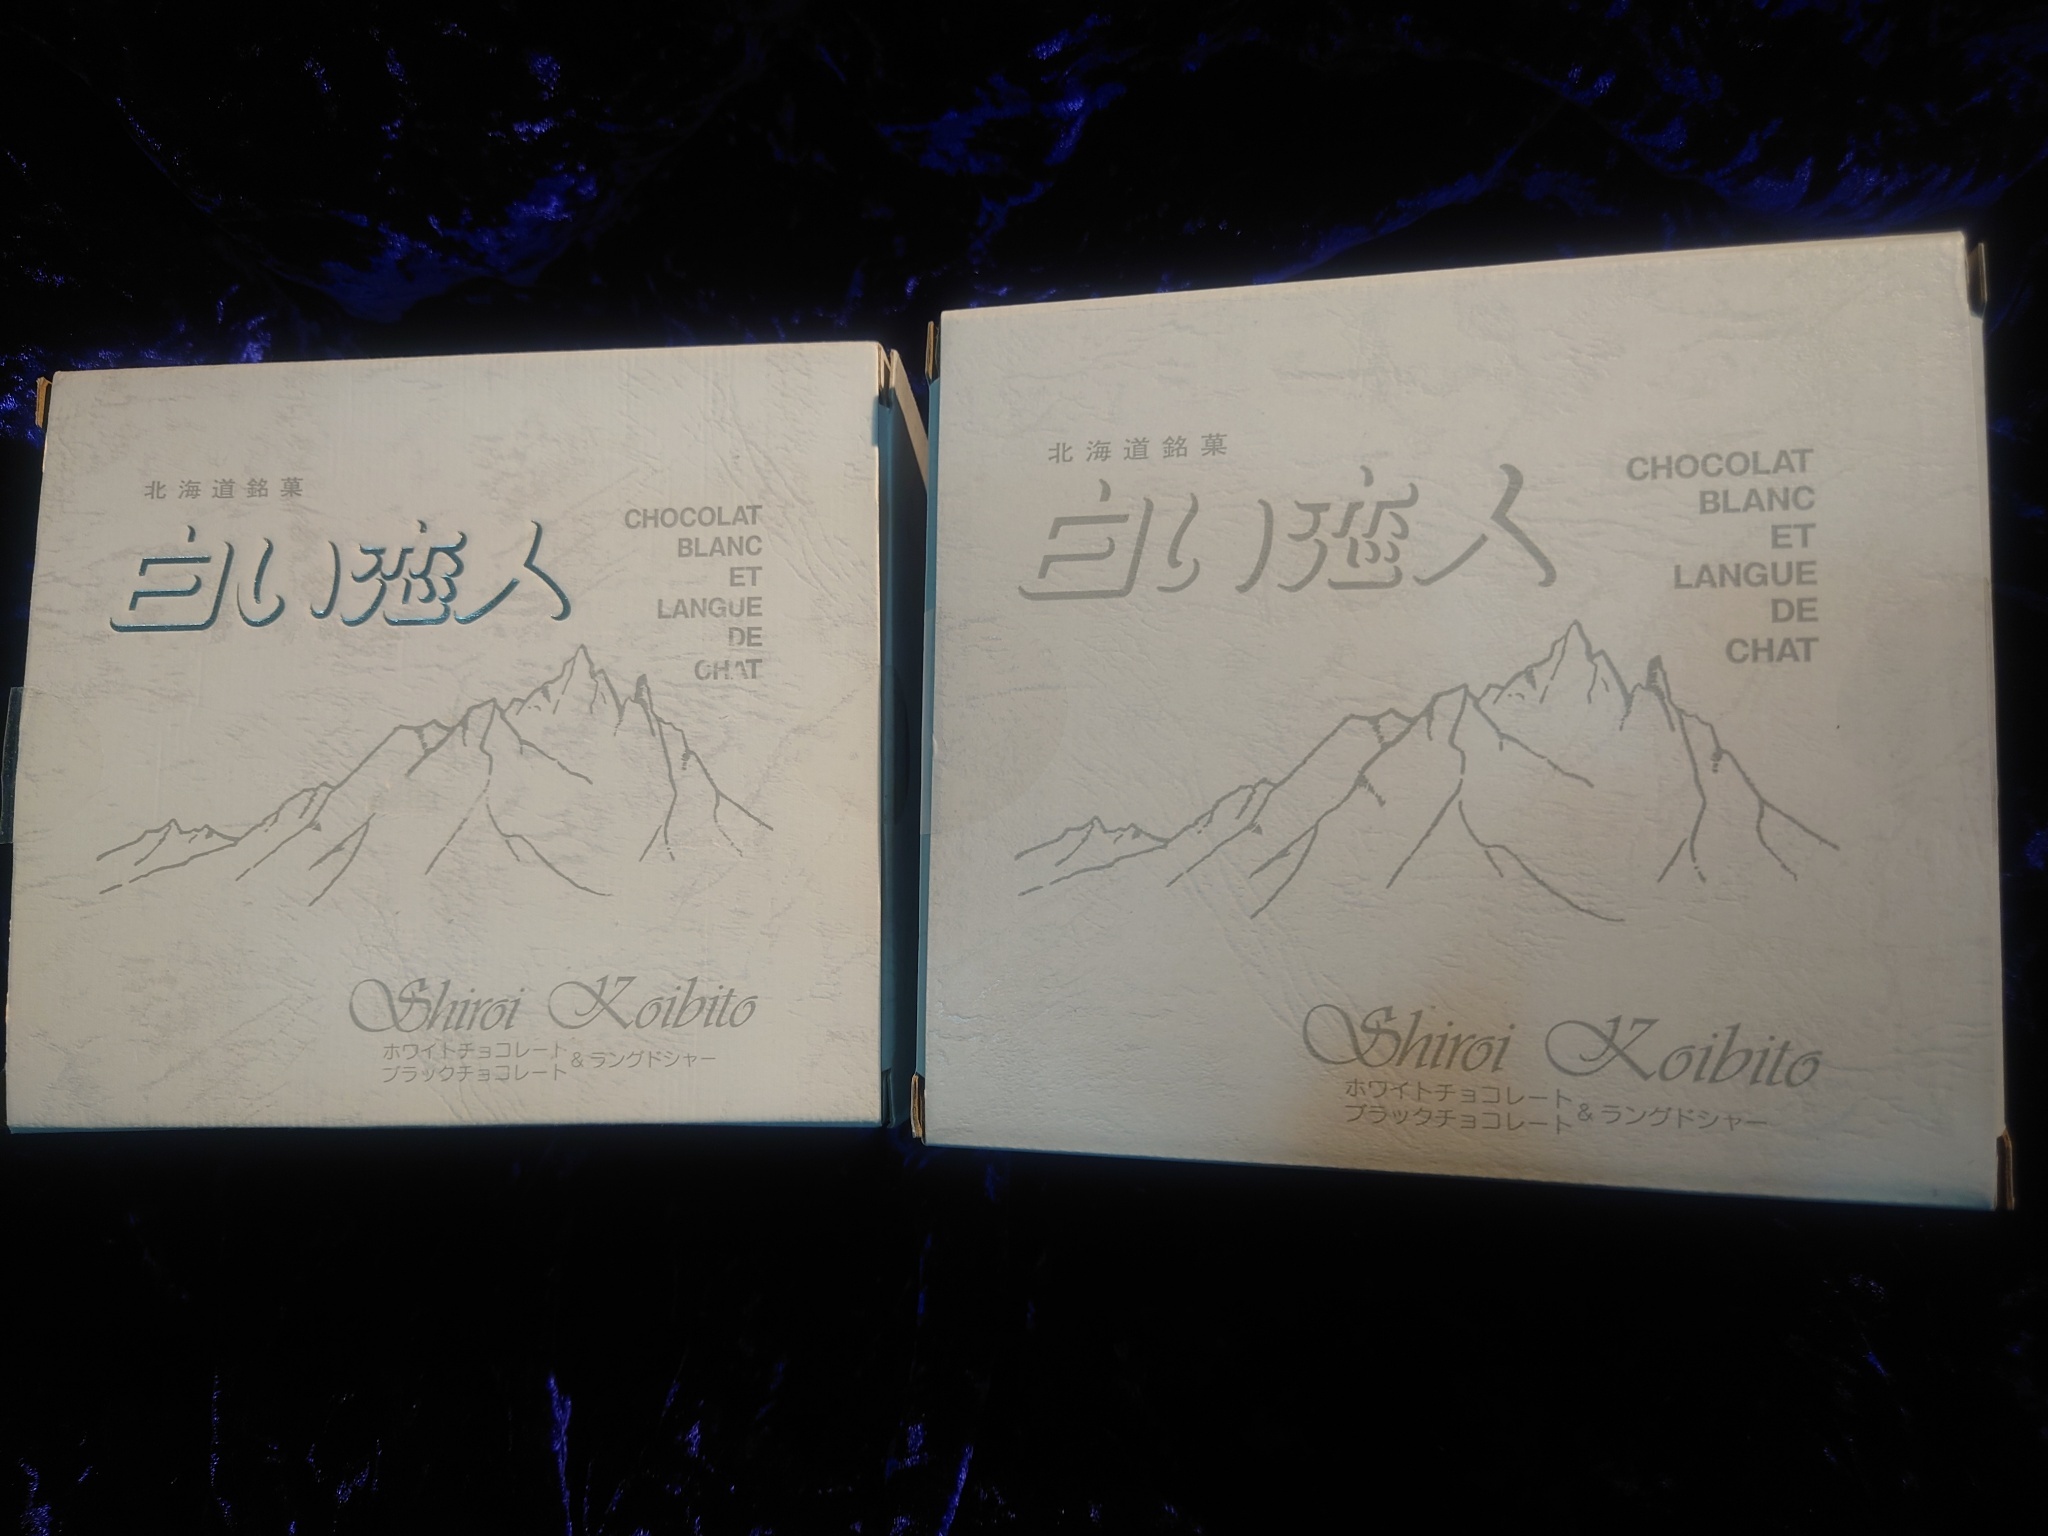 北海道銘菓
白い恋人
CHOCOLAT
BLANC
ET
LANGUE
DE
CHAT
Shiroi Koibito
ホワイトチョコレート
ブラックチョコレート
&ラングドシャー
北海道銘菓
白い恋人
CHOCOLAT
BLANC
ET
LANGUE
DE
CHAT
Shiroi Koibito
ホワイトチョコレート
ブラックチョコレート
&ラングドシャー